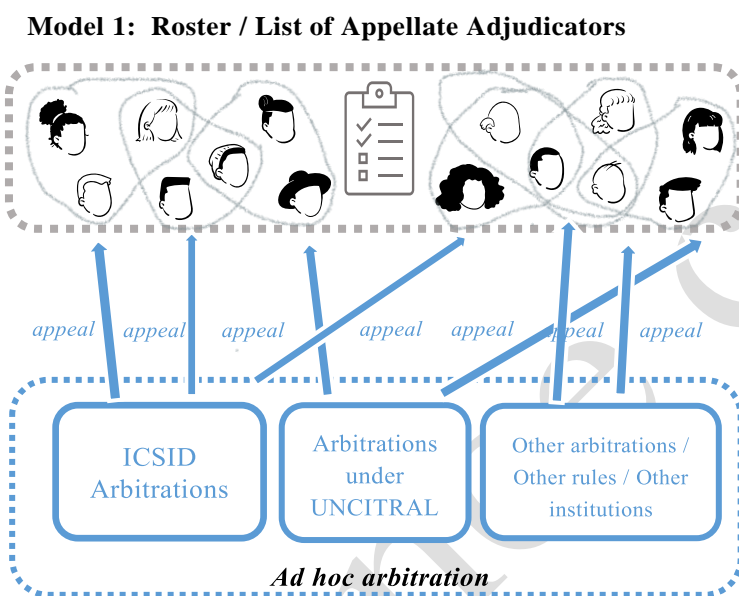 Model 1: Roster / List of Appellate Adjudicators
appeal appeal appeal appeal appeal appeal appeal
ICSID
Arbitrations
Arbitrations
under
UNCITRAL
Other arbitrations /
Other rules / Other
institutions
Ad hoc arbitration